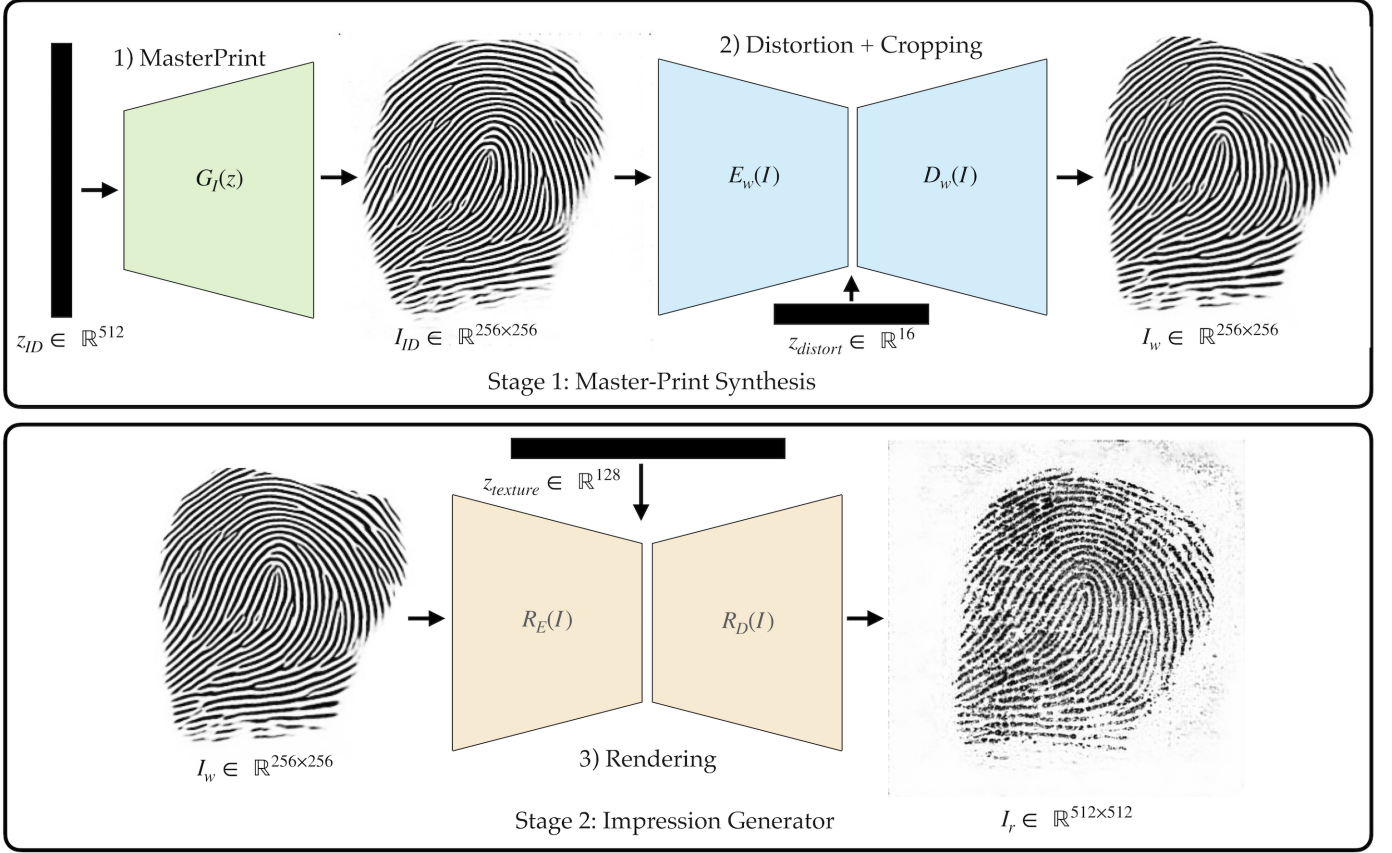 1) MasterPrint
2) Distortion + Cropping
G_I(z)
E_w(I)
D_w(I)
z_ID ∈ ℝ^512
I_ID ∈ ℝ^256×256
z_distort ∈ ℝ^16
I_w ∈ ℝ^256×256
Stage 1: Master-Print Synthesis
z_texture ∈ ℝ^128
R_E(I)
R_D(I)
I_w ∈ ℝ^256×256
3) Rendering
Stage 2: Impression Generator
I_r ∈ ℝ^512×512